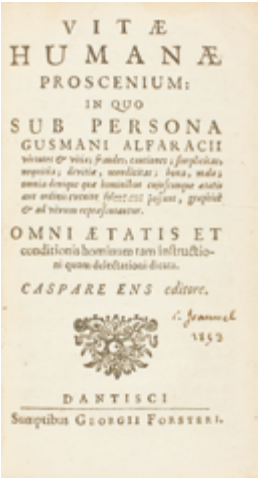 VITÆ
HUMANÆ
PROSCENIUM:
IN QUO
SUB PERSONA
GUSMANI ALFARACII
virtutes & vitia; fraudes, cautiones; simplicitas,
nequitia; divitiæ, mendicitas; bona, mala;
omnia denique quæ hominibus cujuscunque ætatis
aut ordinis evenire possunt, graphicè
& ad vivum repræsentantur.
OMNI ÆTATIS ET
conditionis hominum tam instructio-
ni quam delectationi dicata.
CASPARE ENS editore.
1853
DANTISCI
Sumptibus GEORGII FORSTERI.